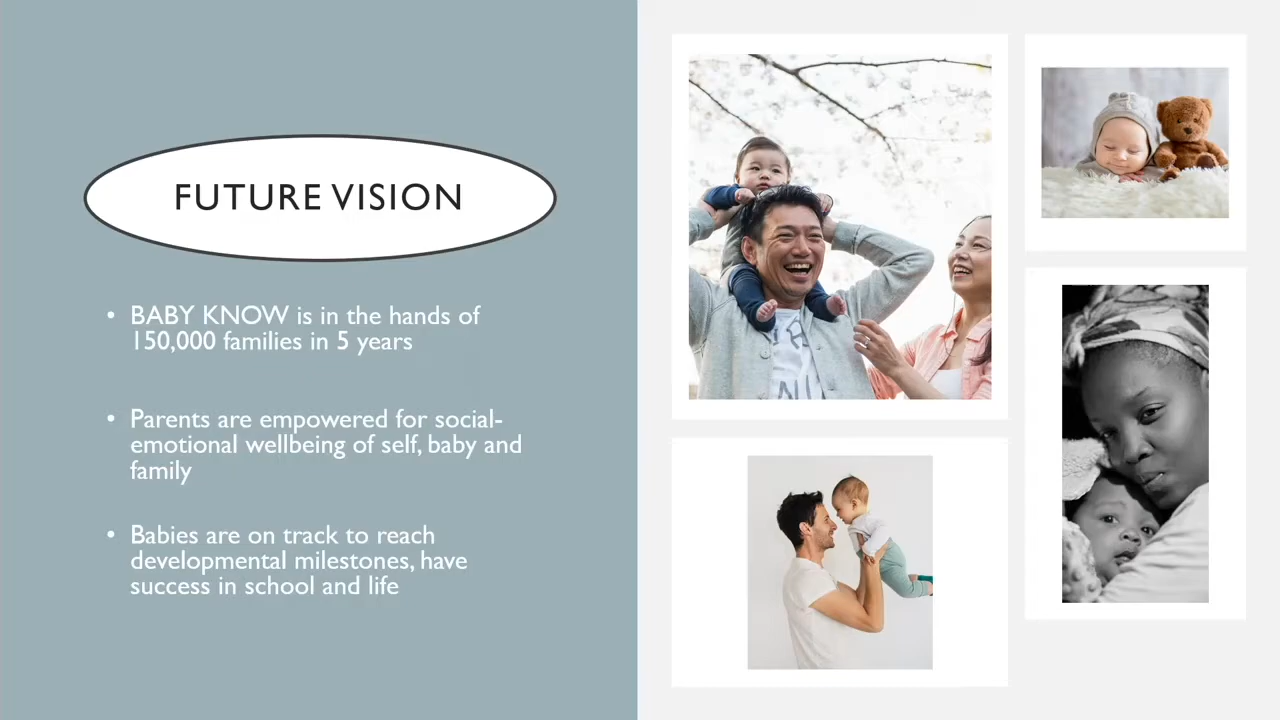 FUTURE VISION
• BABY KNOW is in the hands of
150,000 families in 5 years
• Parents are empowered for social-
emotional wellbeing of self, baby and
family
• Babies are on track to reach
developmental milestones, have
success in school and life